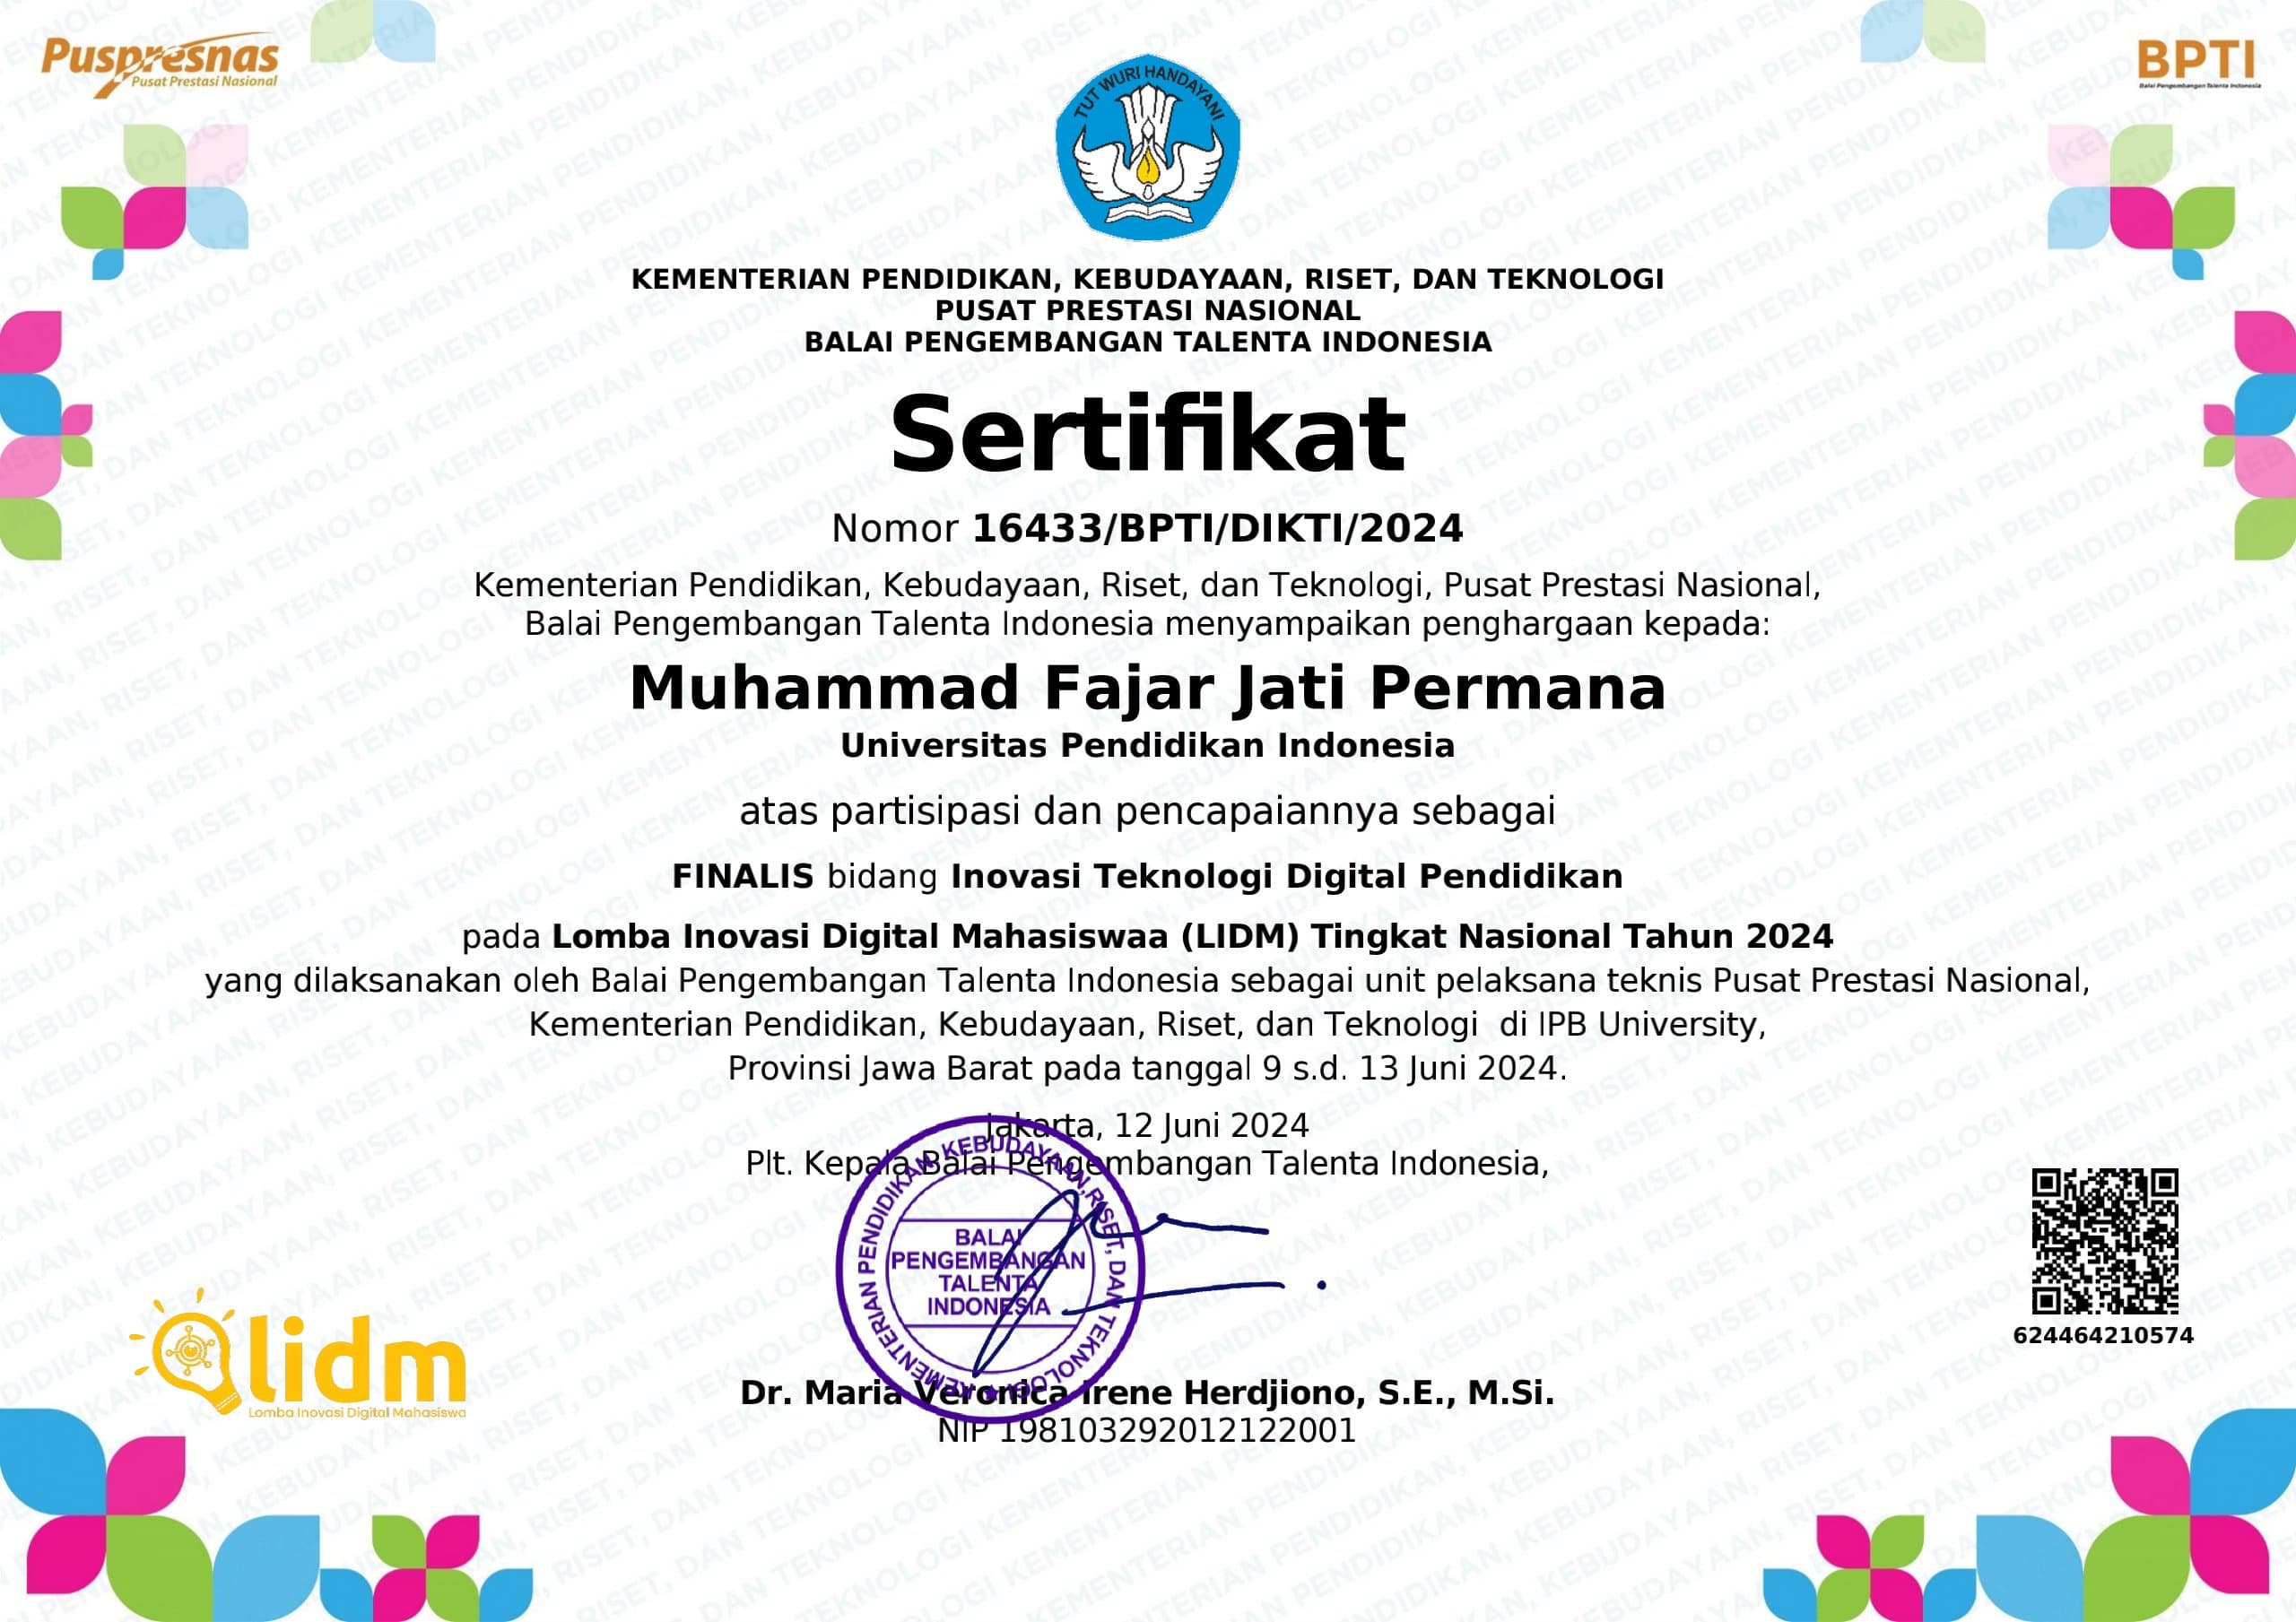 Puspresnas
Pusat Prestasi Nasional
BPTI
Balai Pengembangan Talenta Indonesia
TUT WURI HANDAYANI
KEMENTERIAN PENDIDIKAN, KEBUDAYAAN, RISET, DAN TEKNOLOGI
PUSAT PRESTASI NASIONAL
BALAI PENGEMBANGAN TALENTA INDONESIA
Sertifikat
Nomor 16433/BPTI/DIKTI/2024
Kementerian Pendidikan, Kebudayaan, Riset, dan Teknologi, Pusat Prestasi Nasional,
Balai Pengembangan Talenta Indonesia menyampaikan penghargaan kepada:
Muhammad Fajar Jati Permana
Universitas Pendidikan Indonesia
atas partisipasi dan pencapaiannya sebagai
FINALIS bidang Inovasi Teknologi Digital Pendidikan
pada Lomba Inovasi Digital Mahasiswaa (LIDM) Tingkat Nasional Tahun 2024
yang dilaksanakan oleh Balai Pengembangan Talenta Indonesia sebagai unit pelaksana teknis Pusat Prestasi Nasional,
Kementerian Pendidikan, Kebudayaan, Riset, dan Teknologi di IPB University,
Provinsi Jawa Barat pada tanggal 9 s.d. 13 Juni 2024.
Jakarta, 12 Juni 2024
Plt. Kepala Balai Pengembangan Talenta Indonesia,
KEMENTERIAN PENDIDIKAN, KEBUDAYAAN, RISET, DAN TEKNOLOGI
BALAI
PENGEMBANGAN
TALENTA
INDONESIA
Dr. Maria Veronica Irene Herdjiono, S.E., M.Si.
NIP 198103292012122001
lidm
Lomba Inovasi Digital Mahasiswa
624464210574